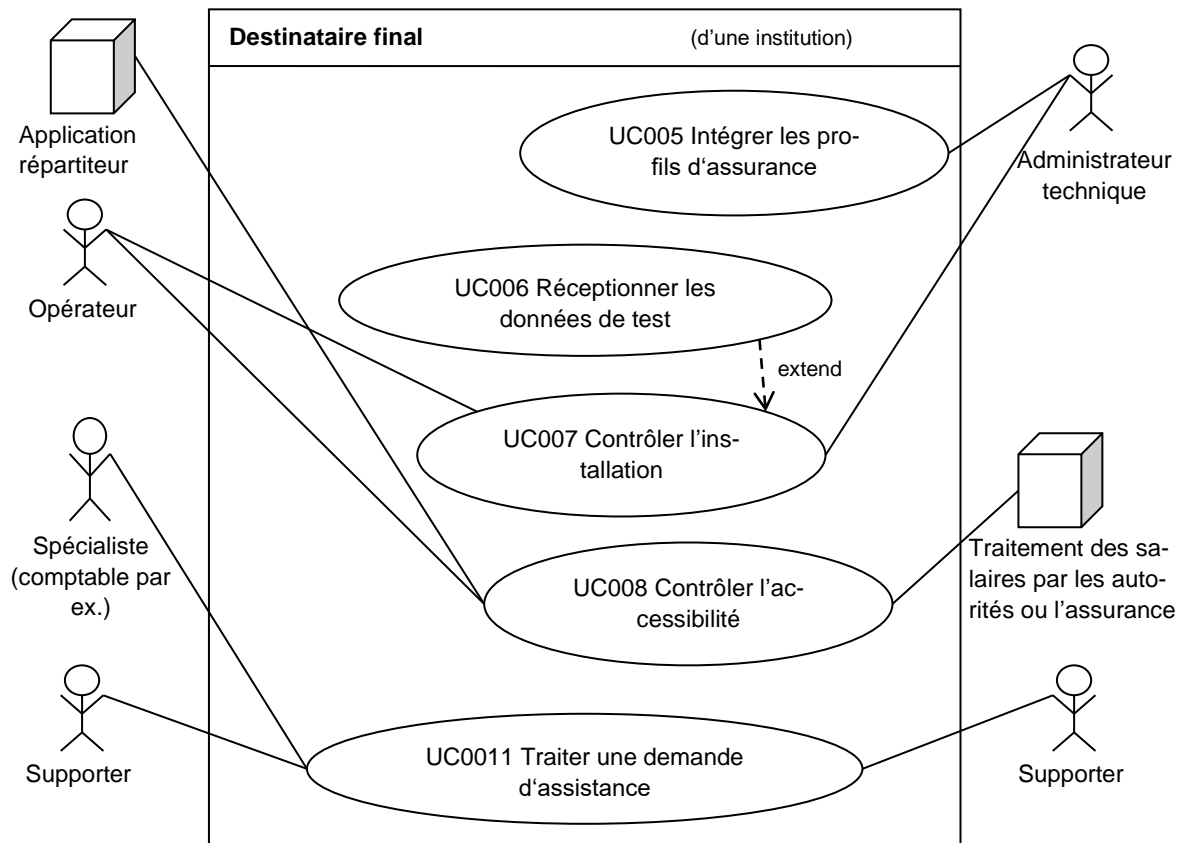 Destinataire final (d'une institution)
Application
répartiteur
UC005 Intégrer les pro-
fils d‘assurance
Administrateur
technique
Opérateur
UC006 Réceptionner les
données de test
extend
UC007 Contrôler l’ins-
tallation
Spécialiste
(comptable par
ex.)
Traitement des sa-
laires par les auto-
rités ou l’assurance
UC008 Contrôler l’ac-
cessibilité
Supporter
UC0011 Traiter une demande
d‘assistance
Supporter